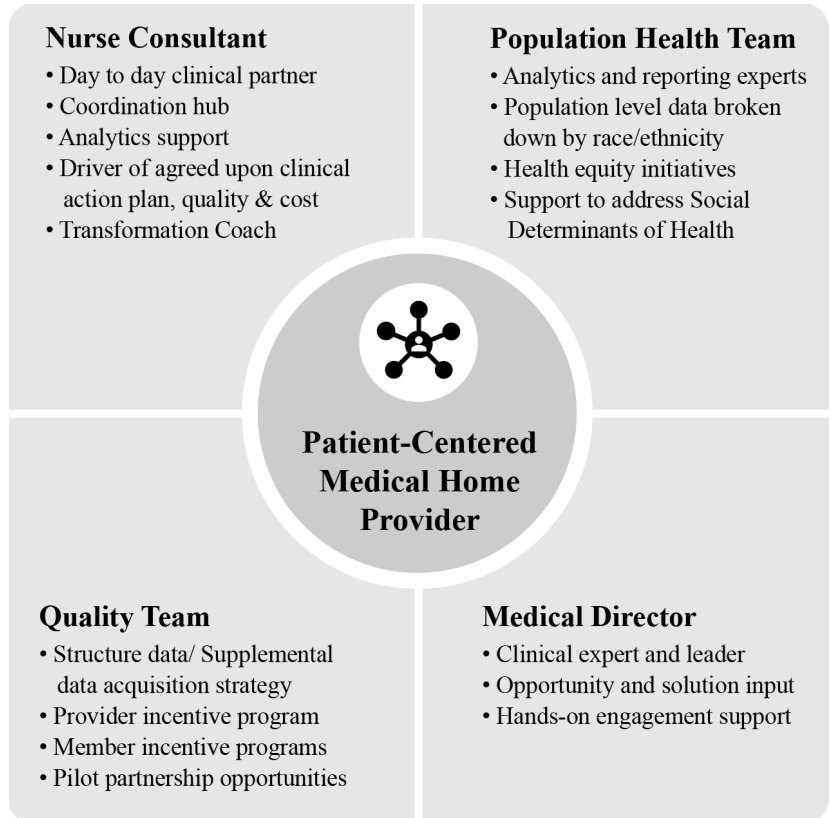 Nurse Consultant
• Day to day clinical partner
• Coordination hub
• Analytics support
• Driver of agreed upon clinical
action plan, quality & cost
• Transformation Coach
Population Health Team
• Analytics and reporting experts
• Population level data broken
down by race/ethnicity
• Health equity initiatives
• Support to address Social
Determinants of Health
Patient-Centered
Medical Home
Provider
Quality Team
• Structure data/ Supplemental
data acquisition strategy
• Provider incentive program
• Member incentive programs
• Pilot partnership opportunities
Medical Director
• Clinical expert and leader
• Opportunity and solution input
• Hands-on engagement support